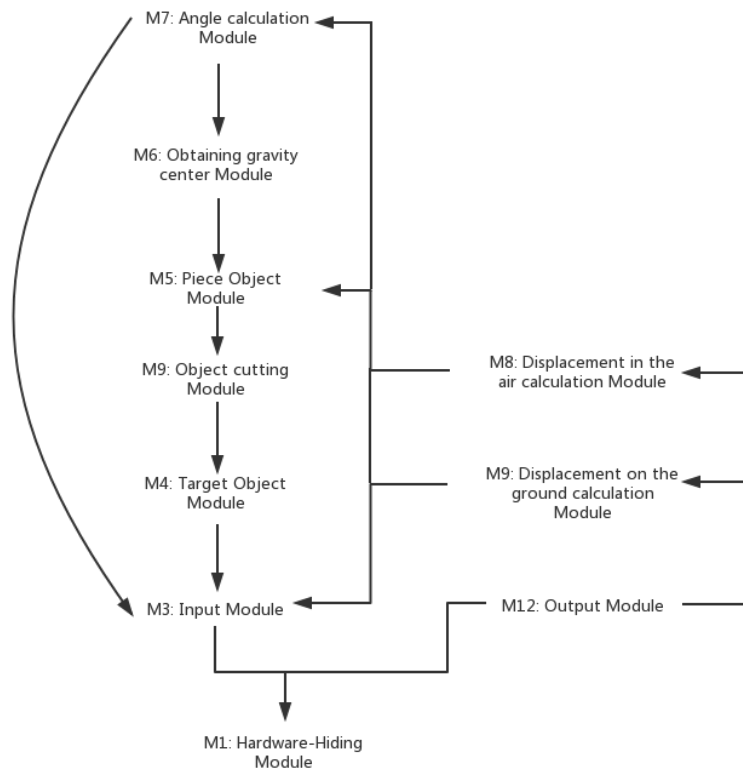 M7: Angle calculation
Module
M6: Obtaining gravity
center Module
M5: Piece Object
Module
M9: Object cutting
Module
M8: Displacement in the
air calculation Module
M4: Target Object
Module
M9: Displacement on the
ground calculation
Module
M3: Input Module
M12: Output Module
M1: Hardware-Hiding
Module